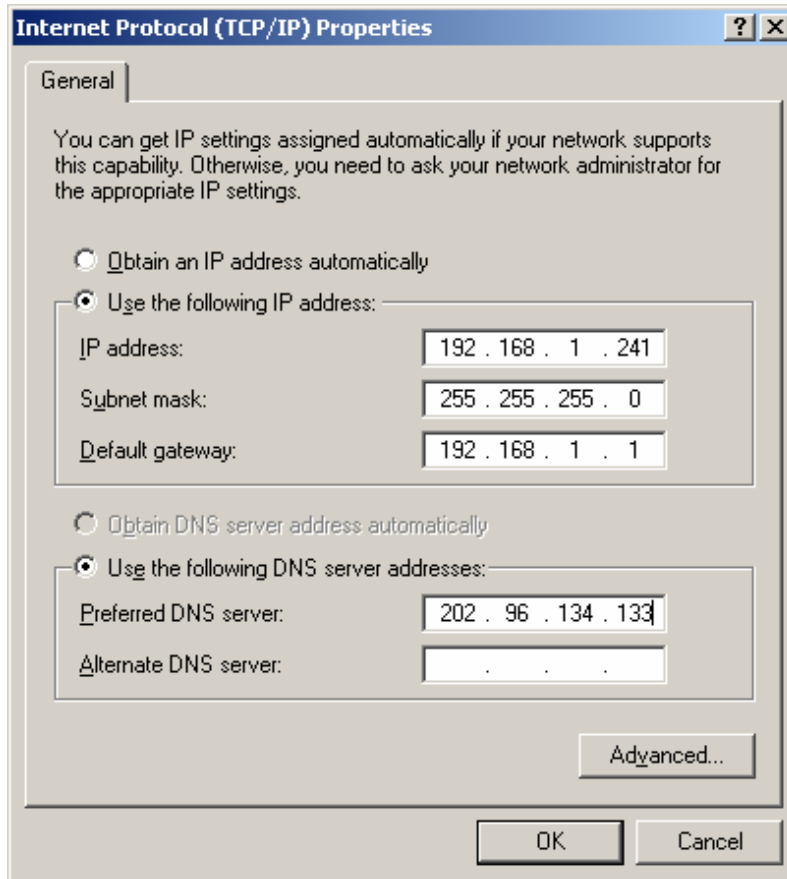 Internet Protocol (TCP/IP) Properties
General
You can get IP settings assigned automatically if your network supports
this capability. Otherwise, you need to ask your network administrator for
the appropriate IP settings.
Obtain an IP address automatically
Use the following IP address:
IP address: 192 . 168 . 1 . 241
Subnet mask: 255 . 255 . 255 . 0
Default gateway: 192 . 168 . 1 . 1
Obtain DNS server address automatically
Use the following DNS server addresses:
Preferred DNS server: 202 . 96 . 134 . 133
Alternate DNS server: . . .
Advanced...
OK Cancel